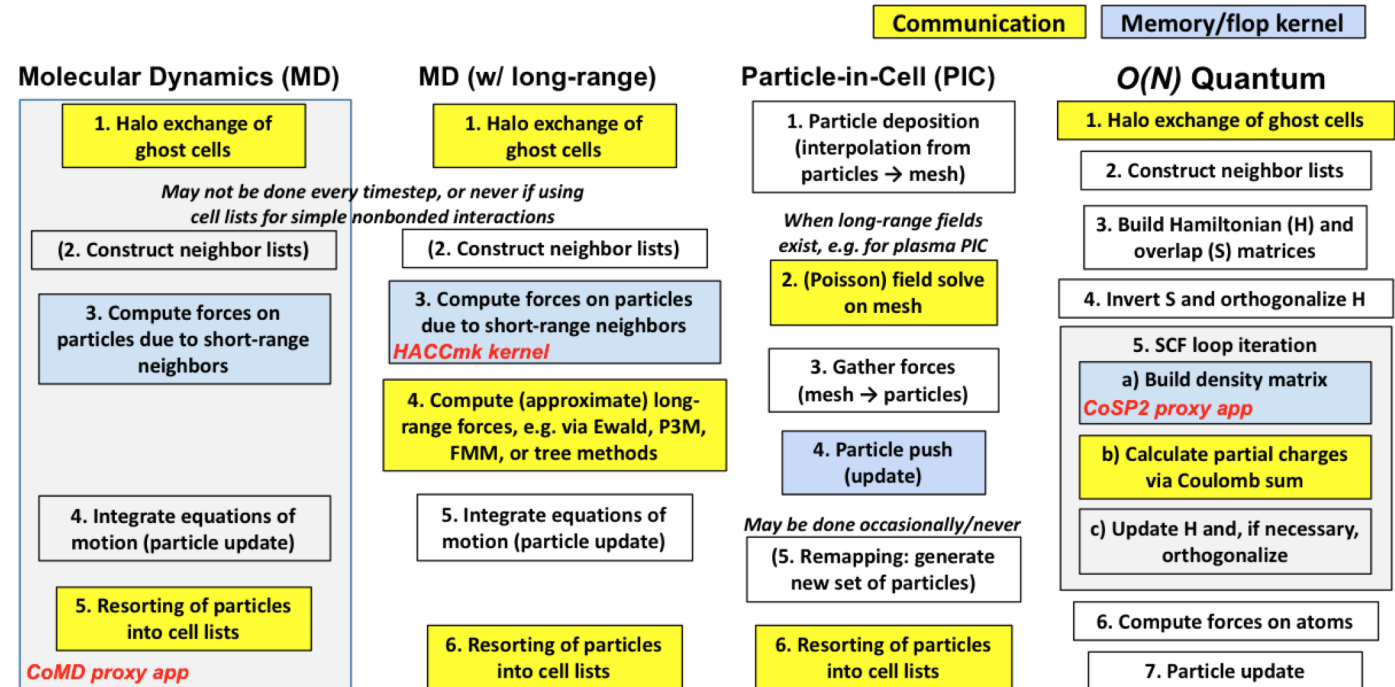 Communication
Memory/flop kernel
Molecular Dynamics (MD)
1. Halo exchange of
ghost cells
May not be done every timestep, or never if using
cell lists for simple nonbonded interactions
(2. Construct neighbor lists)
3. Compute forces on
particles due to short-range
neighbors
4. Integrate equations of
motion (particle update)
5. Resorting of particles
into cell lists
CoMD proxy app
MD (w/ long-range)
1. Halo exchange of
ghost cells
(2. Construct neighbor lists)
3. Compute forces on particles
due to short-range neighbors
HACCmk kernel
4. Compute (approximate) long-
range forces, e.g. via Ewald, P3M,
FMM, or tree methods
5. Integrate equations of
motion (particle update)
6. Resorting of particles
into cell lists
Particle-in-Cell (PIC)
1. Particle deposition
(interpolation from
particles → mesh)
When long-range fields
exist, e.g. for plasma PIC
2. (Poisson) field solve
on mesh
3. Gather forces
(mesh → particles)
4. Particle push
(update)
May be done occasionally/never
(5. Remapping: generate
new set of particles)
6. Resorting of particles
into cell lists
O(N) Quantum
1. Halo exchange of ghost cells
2. Construct neighbor lists
3. Build Hamiltonian (H) and
overlap (S) matrices
4. Invert S and orthogonalize H
5. SCF loop iteration
a) Build density matrix
CoSP2 proxy app
b) Calculate partial charges
via Coulomb sum
c) Update H and, if necessary,
orthogonalize
6. Compute forces on atoms
7. Particle update